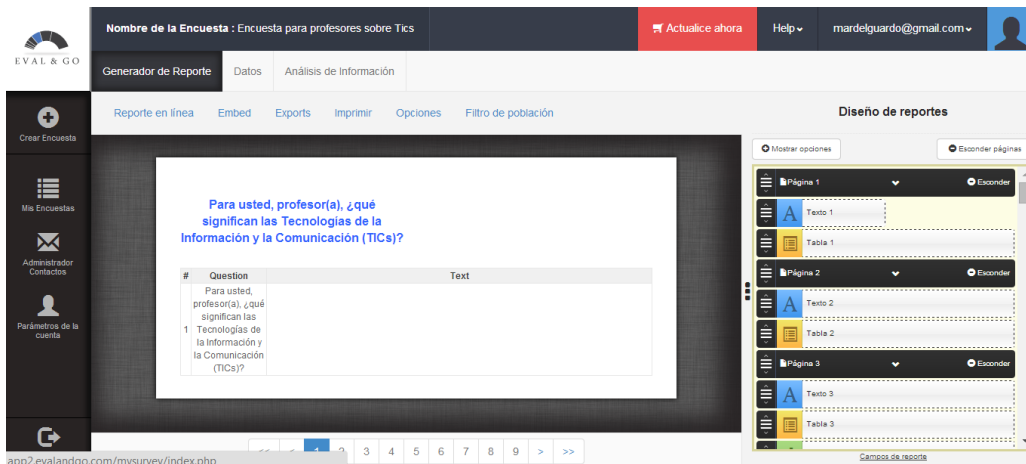 EVAL & GO
Nombre de la Encuesta : Encuesta para profesores sobre Tics
Actualice ahora
Help
mardelguardo@gmail.com
Generador de Reporte
Datos
Análisis de Información
Crear Encuesta
Mis Encuestas
Administrador
Contactos
Parámetros de la
cuenta
Reporte en línea
Embed
Exports
Imprimir
Opciones
Filtro de población
Para usted, profesor(a), ¿qué
significan las Tecnologías de la
Información y la Comunicación (TICs)?
# Question Text
1
Para usted,
profesor(a), ¿qué
significan las
Tecnologías de
la Información y
la Comunicación
(TICs)?
<< < 1 2 3 4 5 6 7 8 9 > >>
app2.evalandgo.com/mysurvey/index.php
Diseño de reportes
Mostrar opciones
Esconder páginas
Página 1 Esconder
A Texto 1
Tabla 1
Página 2 Esconder
A Texto 2
Tabla 2
Página 3 Esconder
A Texto 3
Tabla 3
Campos de reporte